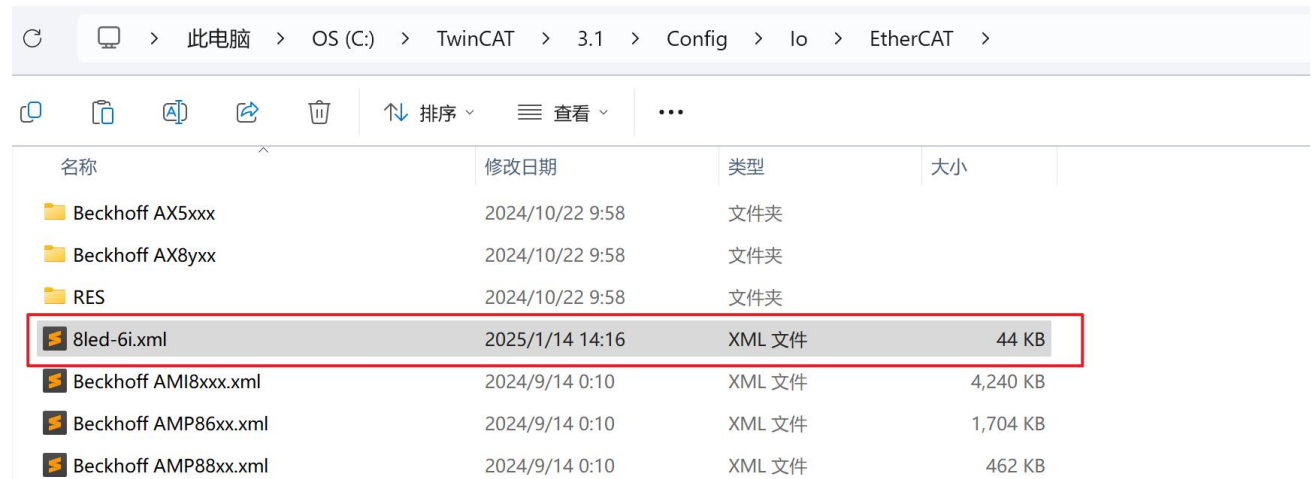 此电脑 > OS (C:) > TwinCAT > 3.1 > Config > Io > EtherCAT >
排序 查看 •••
名称 修改日期 类型 大小
Beckhoff AX5xxx 2024/10/22 9:58 文件夹
Beckhoff AX8yxx 2024/10/22 9:58 文件夹
RES 2024/10/22 9:58 文件夹
8led-6i.xml 2025/1/14 14:16 XML 文件 44 KB
Beckhoff AMI8xxx.xml 2024/9/14 0:10 XML 文件 4,240 KB
Beckhoff AMP86xx.xml 2024/9/14 0:10 XML 文件 1,704 KB
Beckhoff AMP88xx.xml 2024/9/14 0:10 XML 文件 462 KB